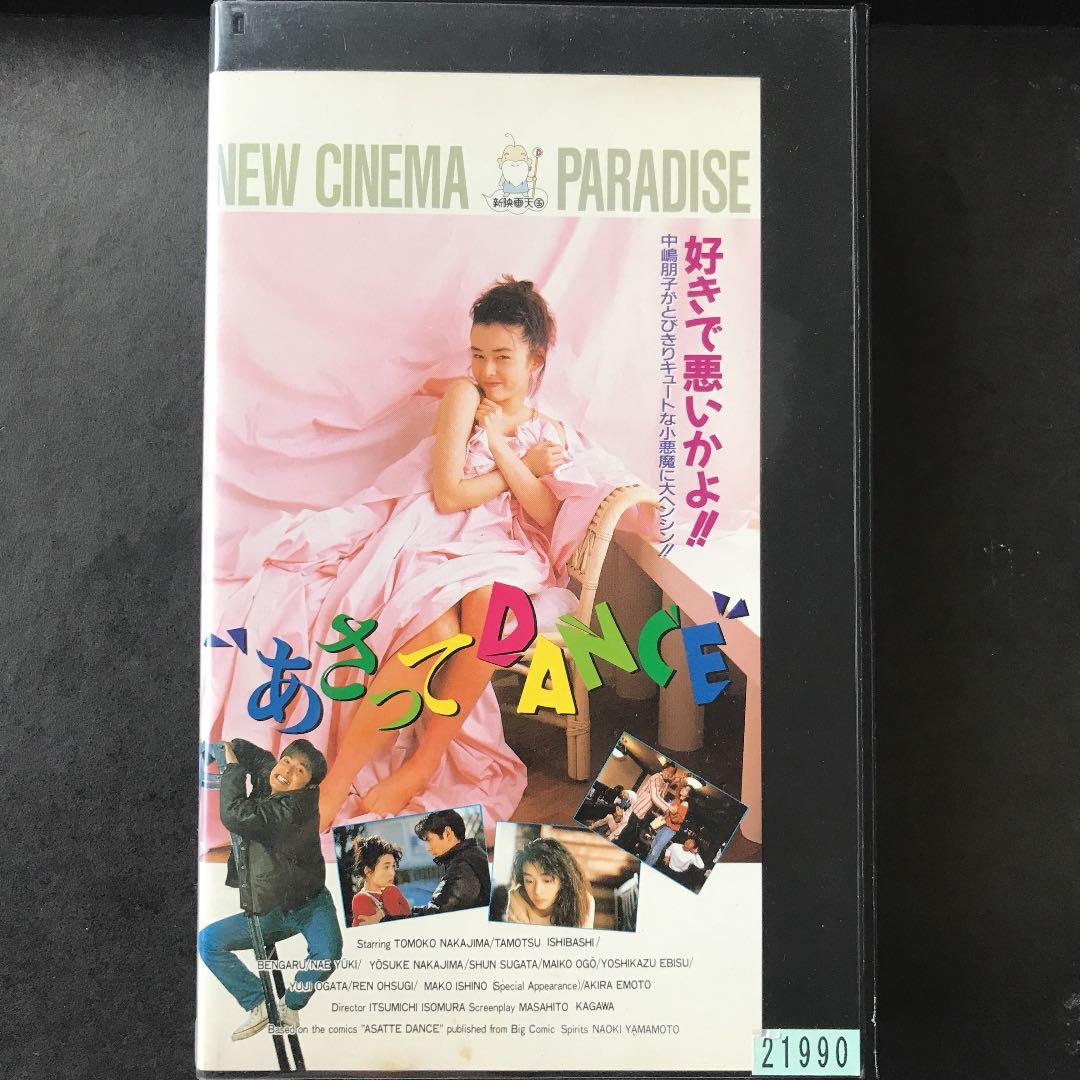 NEW CINEMA PARADISE
新映画天国
好きで悪いかよ!!
中嶋朋子がとびきりキュートな小悪魔に大ヘンシン!!
"あさってDANCE"
Starring TOMOKO NAKAJIMA/TAMOTSU ISHIBASHI/
BENGARU/NAE YŪKI/ YŌSUKE NAKAJIMA/SHUN SUGATA/MAIKO OGŌ/YOSHIKAZU EBISU/
YUJI OGATA/REN OHSUGI/ MAKO ISHINO (Special Appearance)/AKIRA EMOTO
Director ITSUMICHI ISOMURA Screenplay MASAHITO KAGAWA
Based on the comics "ASATTE DANCE" published from Big Comic Spirits NAOKI YAMAMOTO
21990